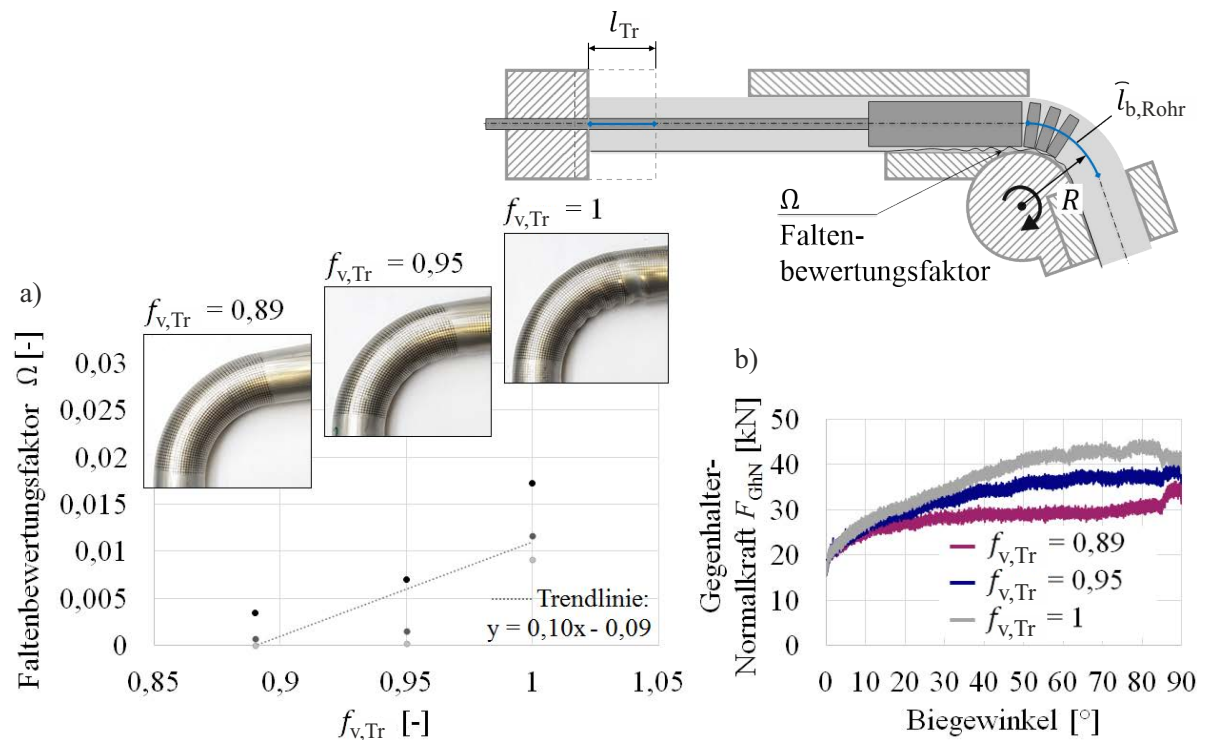 l_Tr
l_b,Rohr
R
Ω
Falten-
bewertungsfaktor
a)
f_v,Tr = 0,89
f_v,Tr = 0,95
f_v,Tr = 1
Faltenbewertungsfaktor Ω [-]
0,03
0,025
0,02
0,015
0,01
0,005
0
0,85
0,9
0,95
1
1,05
Trendlinie:
y = 0,10x - 0,09
f_v,Tr [-]
b)
Gegenhalter-
Normalkraft F_GhN [kN]
50
40
30
20
10
0
f_v,Tr = 0,89
f_v,Tr = 0,95
f_v,Tr = 1
0
10
20
30
40
50
60
70
80
90
Biegewinkel [°]